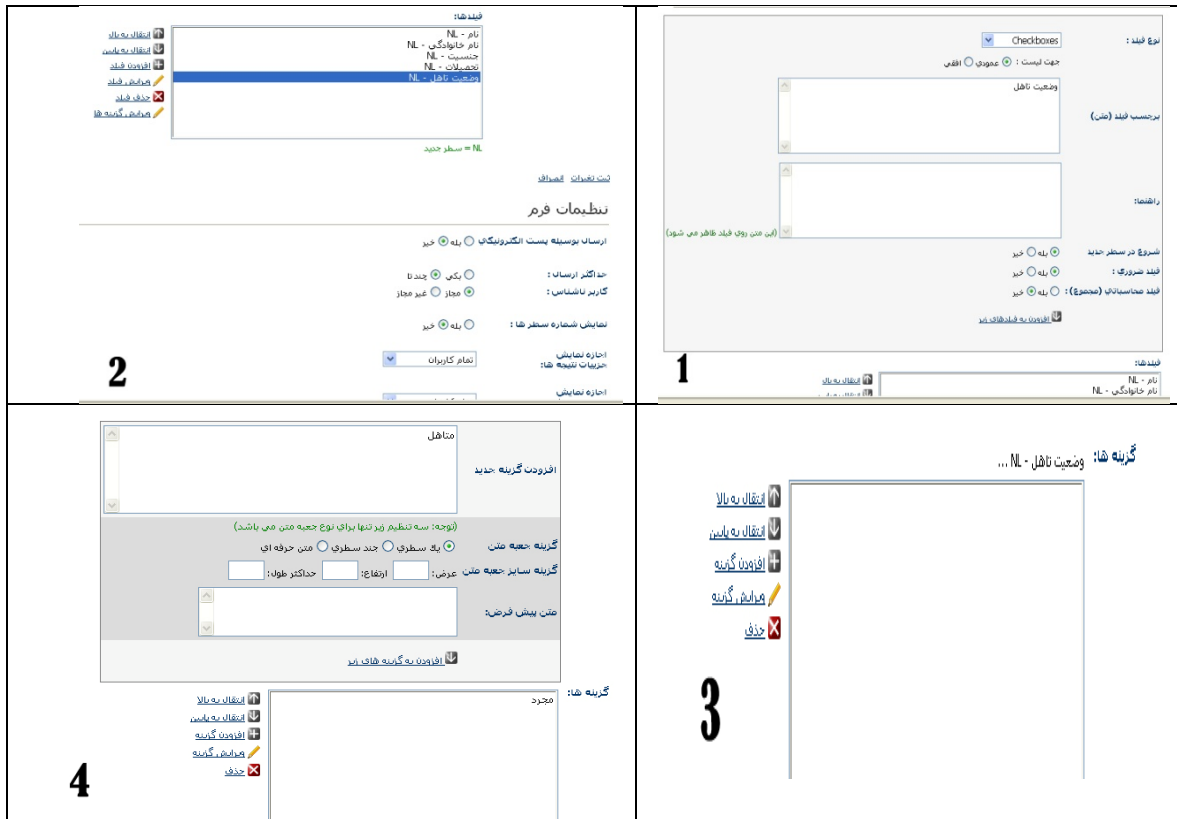 نوع فیلد :
Checkboxes
جهت لیست : عمودي افقی
برچسب فیلد (متن)
وضعیت تاهل
راهنما:
(این متن روي فیلد ظاهر می شود)
شروع در سطر جدید بله خیر
فیلد ضروري : بله خیر
فیلد محاسباتي (مجموع) : بله خیر
افزودن به فیلدهای زیر
فیلدها:
نام - NL
نام خانوادگی - NL
انتقال به بالا
1
فیلدها:
نام - NL
نام خانوادگی - NL
جنسیت - NL
تحصیلات - NL
وضعیت تاهل - NL
انتقال به بالا
انتقال به پایین
افزودن فیلد
ویرایش فیلد
حذف فیلد
ویرایش گزینه ها
NL = سطر جدید
ثبت تغیرات انصراف
تنظیمات فرم
ارسال بوسیله پست الکترونیکي بله خیر
حداکثر ارسال : یکی چند تا
کاربر ناشناس : مجاز غیر مجاز
نمایش شماره سطر ها : بله خیر
اجازه نمایش
جزییات نتیجه ها:
تمام کاربران
اجازه نمایش
2
گزینه ها: وضعیت تاهل - NL ...
انتقال به بالا
انتقال به پایین
افزودن گزینه
ویرایش گزینه
حذف
3
افزودن گزینه جدید
متاهل
(توجه: سه تنظیم زیر تنها براي نوع جعبه متن می باشد)
گزینه جعبه متن یك سطري چند سطري متن حرفه اي
گزینه سایز جعبه متن عرض: ارتفاع: حداکثر طول:
متن پیش فرض:
افزودن به گزینه های زیر
گزینه ها:
مجرد
انتقال به بالا
انتقال به پایین
افزودن گزینه
ویرایش گزینه
حذف
4